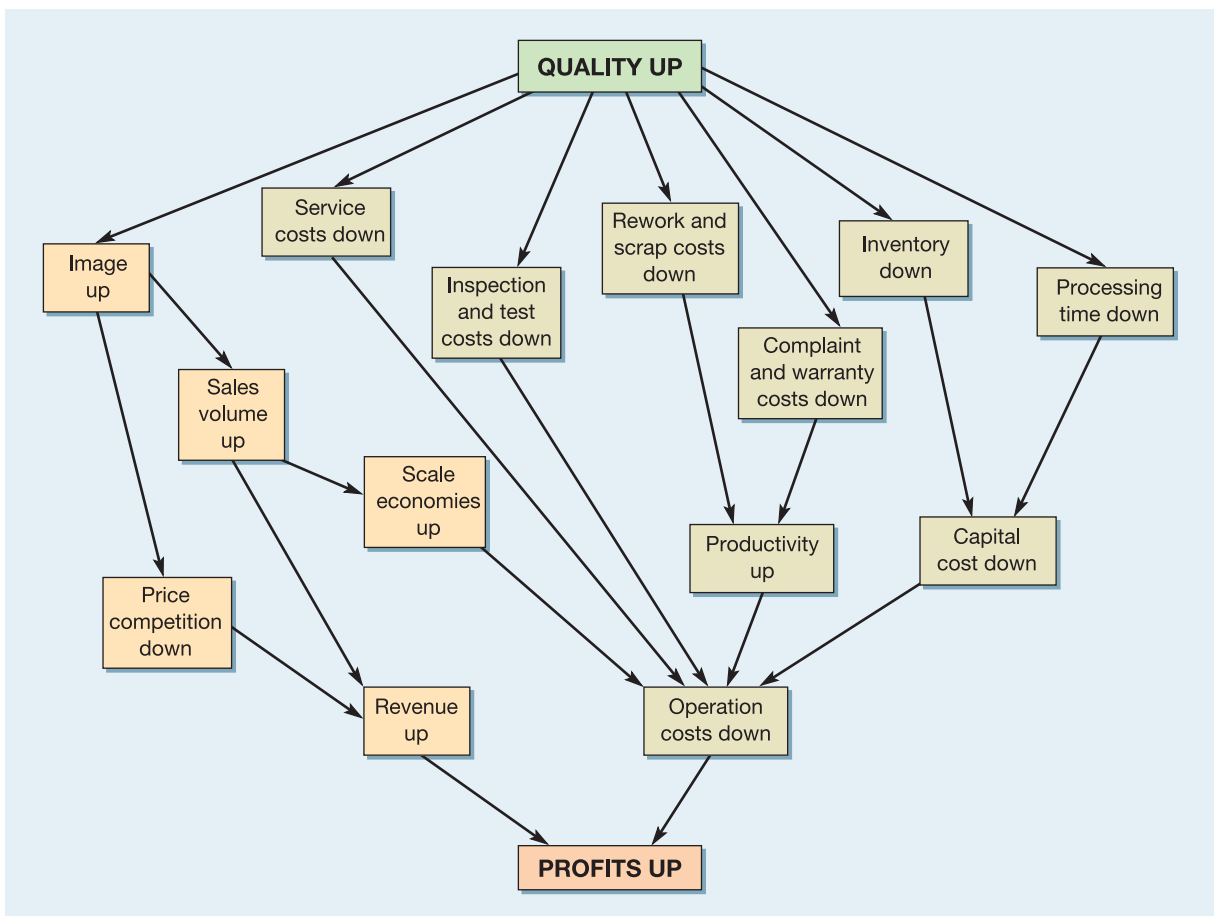 QUALITY UP
Service
costs down
Rework and
scrap costs
down
Inventory
down
Image
up
Inspection
and test
costs down
Processing
time down
Complaint
and warranty
costs down
Sales
volume
up
Scale
economies
up
Productivity
up
Capital
cost down
Price
competition
down
Revenue
up
Operation
costs down
PROFITS UP